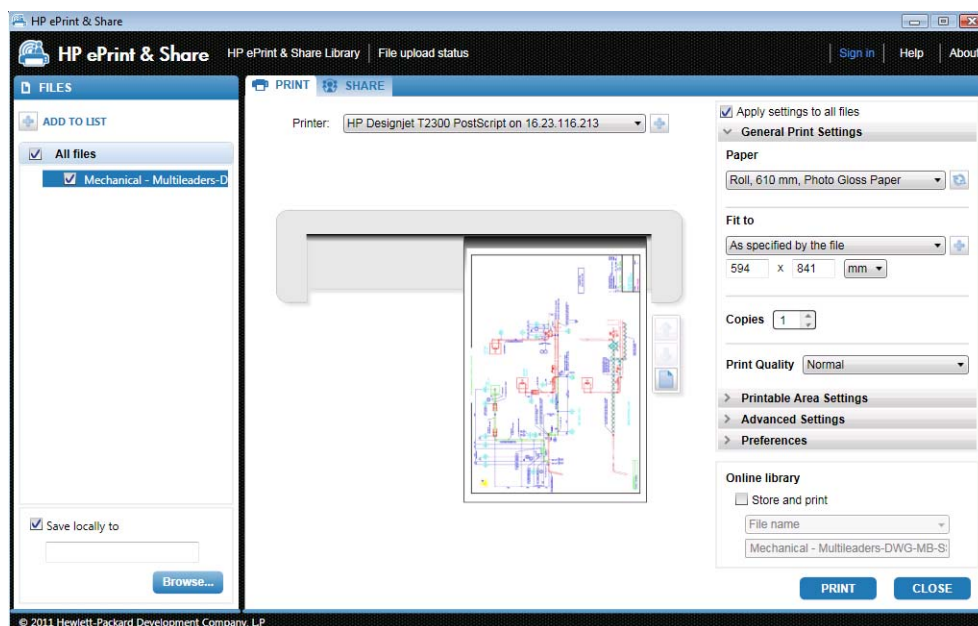 HP ePrint & Share
HP ePrint & Share
HP ePrint & Share Library
File upload status
Sign in
Help
About
FILES
PRINT
SHARE
ADD TO LIST
All files
Mechanical - Multileaders-D
Save locally to
Browse...
Printer:
HP Designjet T2300 PostScript on 16.23.116.213
Apply settings to all files
General Print Settings
Paper
Roll, 610 mm, Photo Gloss Paper
Fit to
As specified by the file
594 x 841 mm
Copies 1
Print Quality Normal
Printable Area Settings
Advanced Settings
Preferences
Online library
Store and print
File name
Mechanical - Multileaders-DWG-MB-S
PRINT
CLOSE
© 2011 Hewlett-Packard Development Company, L.P